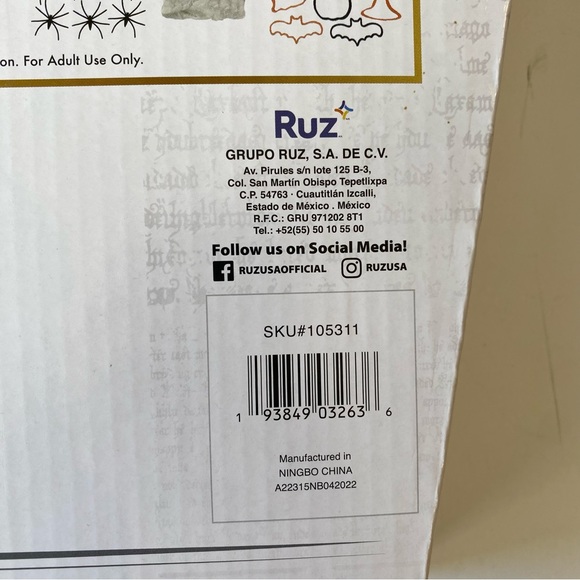 on. For Adult Use Only.
Ruz
GRUPO RUZ, S.A. DE C.V.
Av. Pirules s/n lote 125 B-3,
Col. San Martín Obispo Tepetlixpa
C.P. 54763 · Cuautitlán Izcalli,
Estado de México . México
R.F.C.: GRU 971202 8T1
Tel.: +52(55) 50 10 55 00
Follow us on Social Media!
RUZUSAOFFICIAL RUZUSA
SKU#105311
1 93849 03263 6
Manufactured in
NINGBO CHINA
A22315NB042022